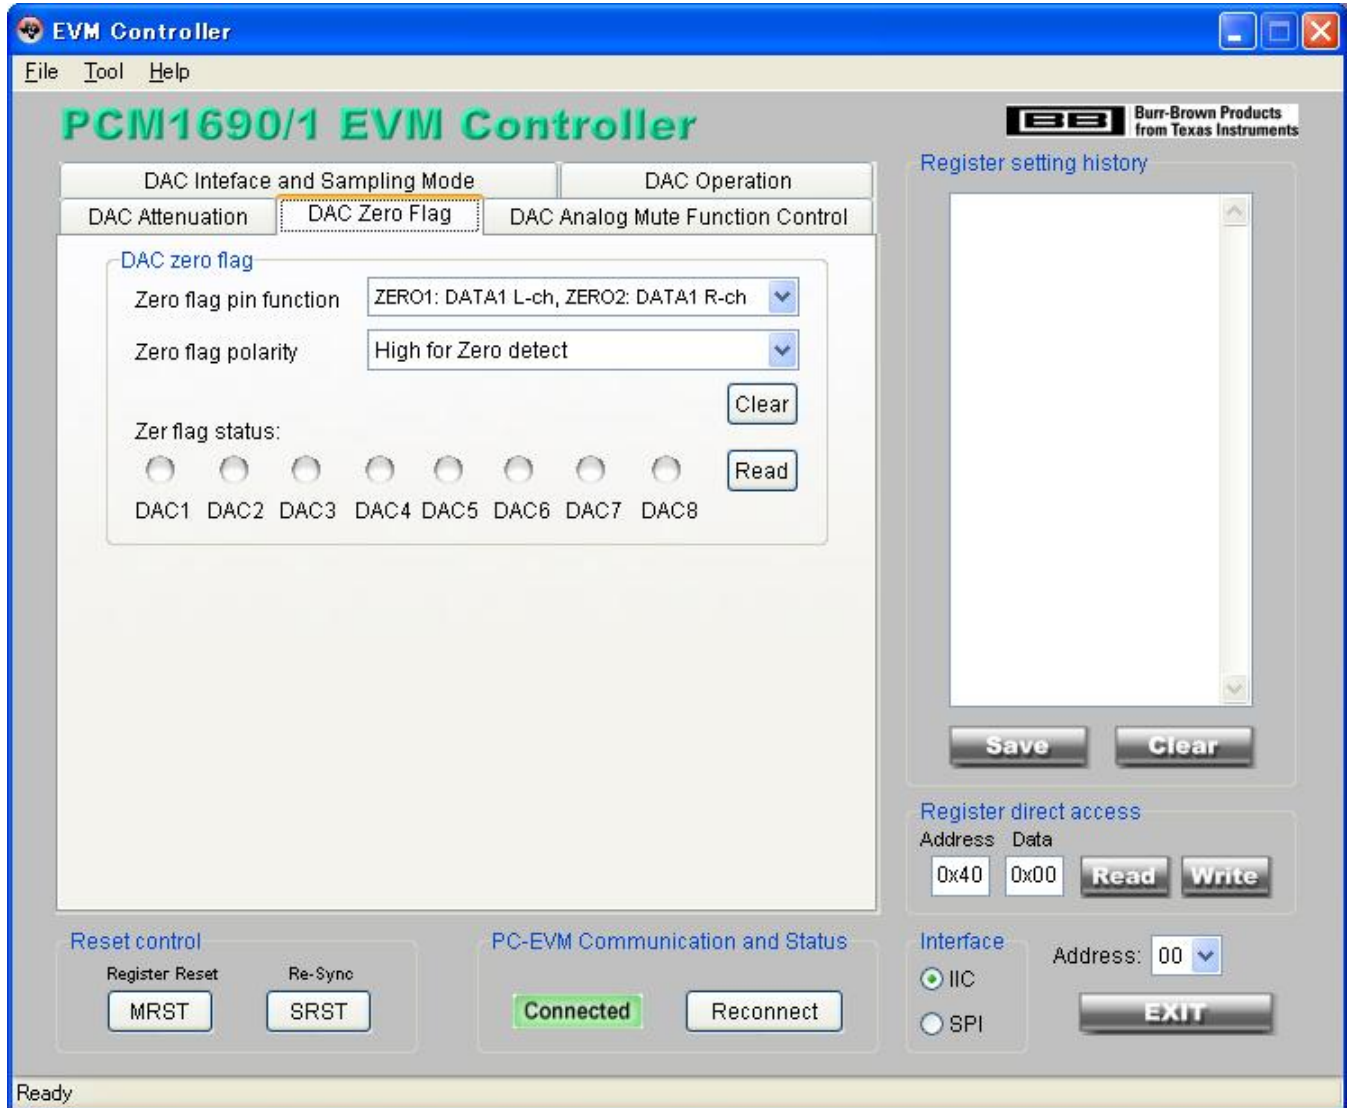 EVM Controller
File Tool Help
PCM1690/1 EVM Controller
BB Burr-Brown Products
from Texas Instruments
DAC Inteface and Sampling Mode DAC Operation
DAC Attenuation DAC Zero Flag DAC Analog Mute Function Control
DAC zero flag
Zero flag pin function ZERO1: DATA1 L-ch, ZERO2: DATA1 R-ch
Zero flag polarity High for Zero detect
Clear
Zer flag status:
Read
DAC1 DAC2 DAC3 DAC4 DAC5 DAC6 DAC7 DAC8
Register setting history
Save Clear
Register direct access
Address Data
0x40 0x00 Read Write
Reset control
Register Reset Re-Sync
MRST SRST
PC-EVM Communication and Status
Connected Reconnect
Interface
IIC
SPI
Address: 00
EXIT
Ready